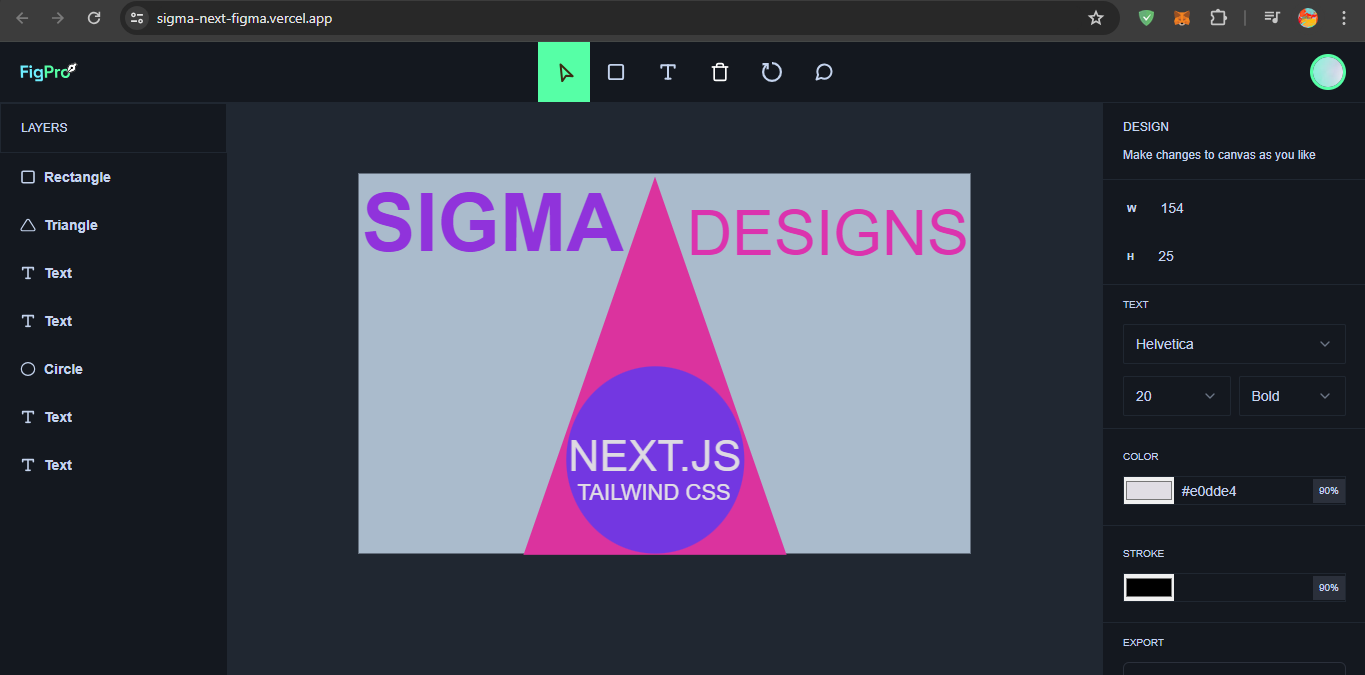 sigma-next-figma.vercel.app
FigPro
LAYERS
Rectangle
Triangle
Text
Text
Circle
Text
Text
SIGMA DESIGNS
NEXT.JS
TAILWIND CSS
DESIGN
Make changes to canvas as you like
W 154
H 25
TEXT
Helvetica
20 Bold
COLOR
#e0dde4 90%
STROKE
90%
EXPORT